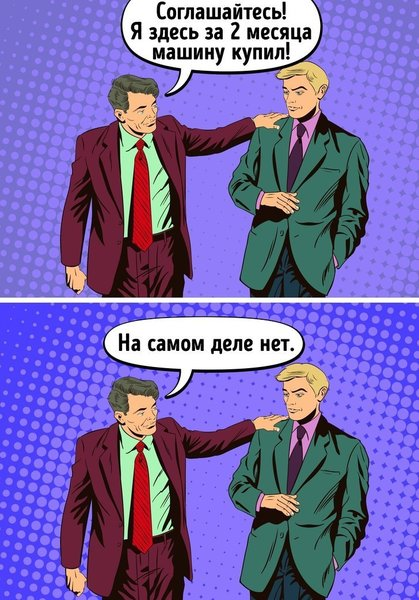 Соглашайтесь!
Я здесь за 2 месяца
машину купил!
На самом деле нет.